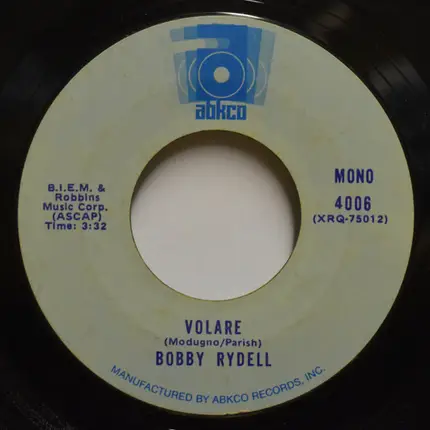 abkco
B.I.E.M. &
Robbins
Music Corp.
(ASCAP)
Time: 3:32
MONO
4006
(XRQ-75012)
VOLARE
(Modugno/Parish)
BOBBY RYDELL
MANUFACTURED BY ABKCO RECORDS, INC.